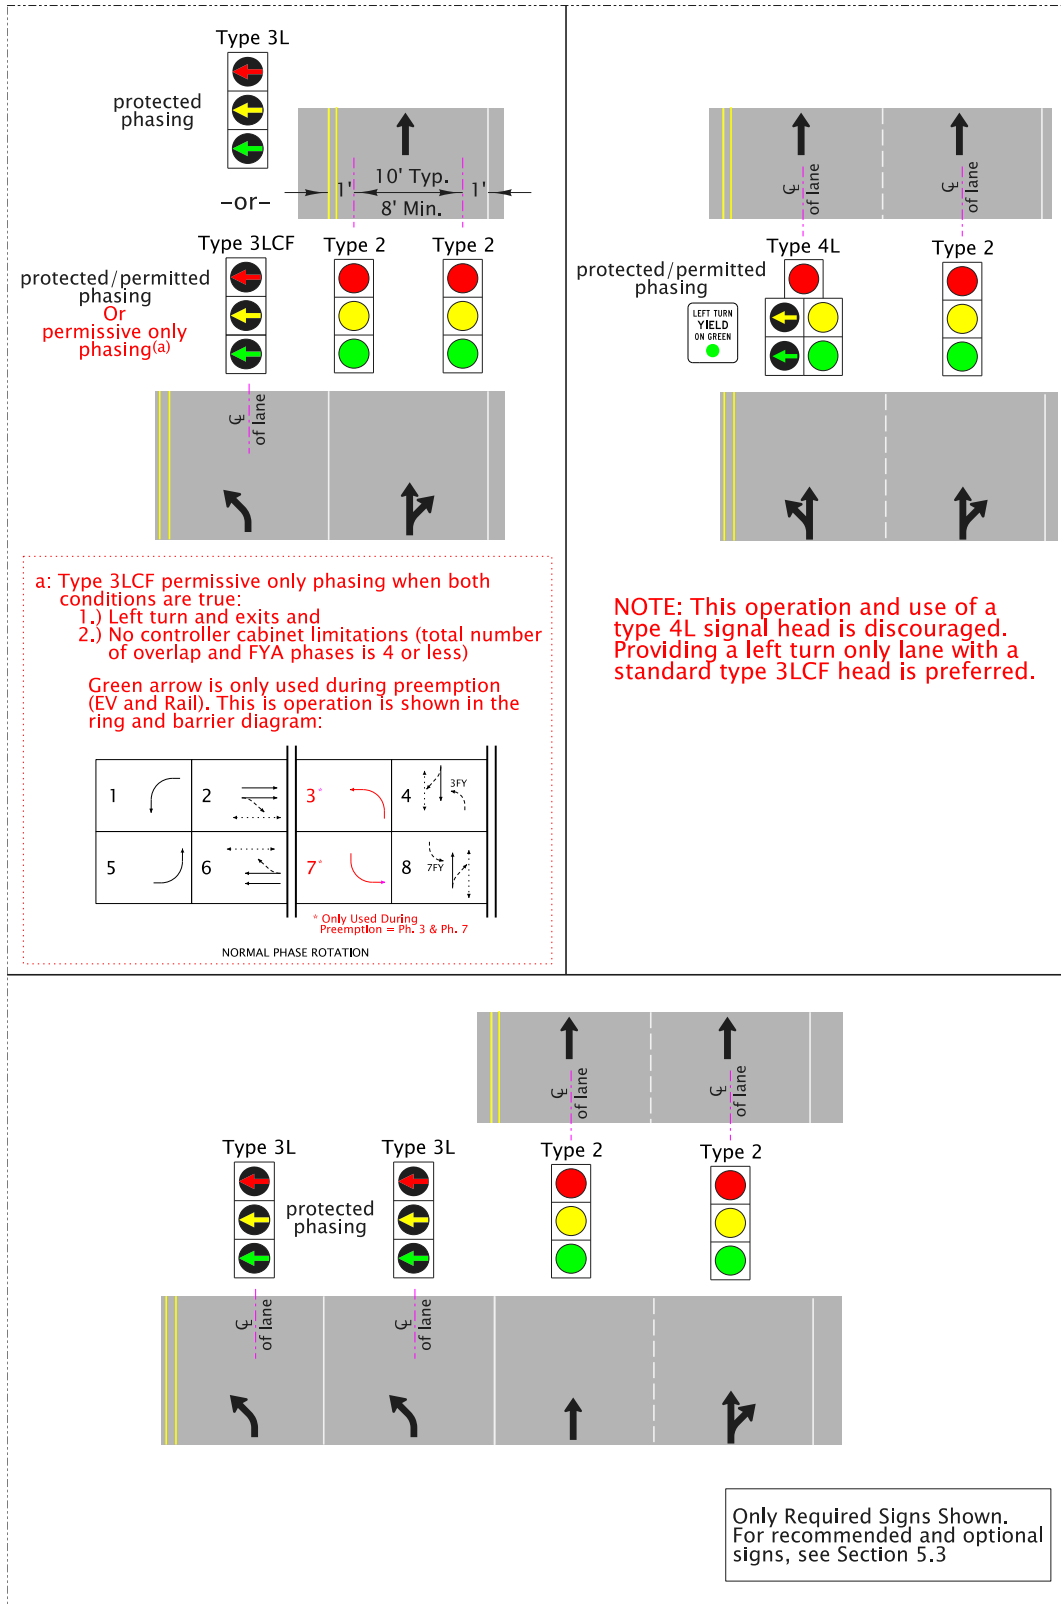 Type 3L
protected
phasing
-or-
1' 10' Typ. 1'
8' Min.
Type 3LCF Type 2 Type 2
protected/permitted
phasing
Or
permissive only
phasing(a)
℄
of lane
a: Type 3LCF permissive only phasing when both
conditions are true:
1.) Left turn and exits and
2.) No controller cabinet limitations (total number
of overlap and FYA phases is 4 or less)
Green arrow is only used during preemption
(EV and Rail). This is operation is shown in the
ring and barrier diagram:
1 2 3* 4 3FY
5 6 7* 7FY 8
* Only Used During
Preemption = Ph. 3 & Ph. 7
NORMAL PHASE ROTATION
℄
of lane
℄
of lane
Type 4L Type 2
protected/permitted
phasing
LEFT TURN
YIELD
ON GREEN
NOTE: This operation and use of a
type 4L signal head is discouraged.
Providing a left turn only lane with a
standard type 3LCF head is preferred.
℄
of lane
℄
of lane
Type 3L Type 3L Type 2 Type 2
protected
phasing
℄
of lane
℄
of lane
Only Required Signs Shown.
For recommended and optional
signs, see Section 5.3